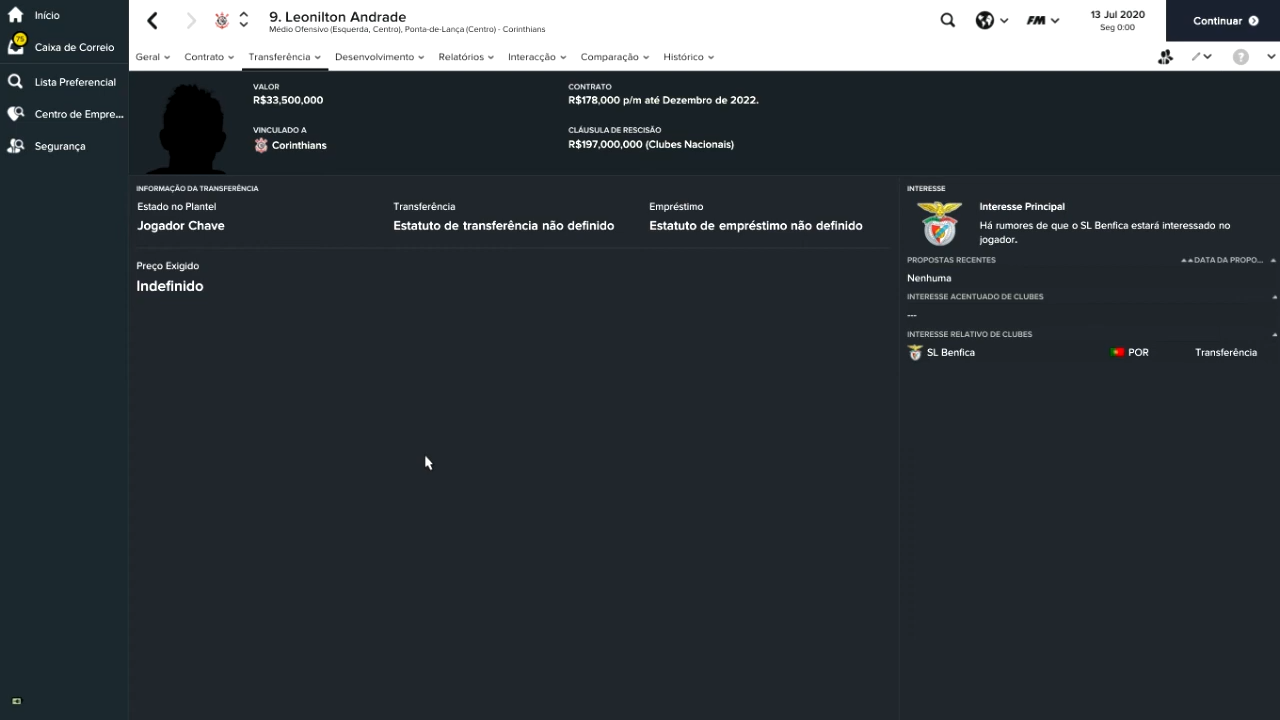 Início
9. Leonilton Andrade
Médio Ofensivo (Esquerda, Centro), Ponta-de-Lança (Centro) - Corinthians
FM
13 Jul 2020
Seg 0:00
Continuar
75
Caixa de Correio
Geral
Contrato
Transferência
Desenvolvimento
Relatórios
Interacção
Comparação
Histórico
?
Lista Preferencial
Centro de Empre...
Segurança
VALOR
R$33,500,000
CONTRATO
R$178,000 p/m até Dezembro de 2022.
VINCULADO A
Corinthians
CLÁUSULA DE RESCISÃO
R$197,000,000 (Clubes Nacionais)
INFORMAÇÃO DA TRANSFERÊNCIA
Estado no Plantel
Jogador Chave
Transferência
Estatuto de transferência não definido
Empréstimo
Estatuto de empréstimo não definido
Preço Exigido
Indefinido
INTERESSE
Interesse Principal
Há rumores de que o SL Benfica estará interessado no
jogador.
PROPOSTAS RECENTES
DATA DA PROPO...
Nenhuma
INTERESSE ACENTUADO DE CLUBES
---
INTERESSE RELATIVO DE CLUBES
SL Benfica
POR
Transferência